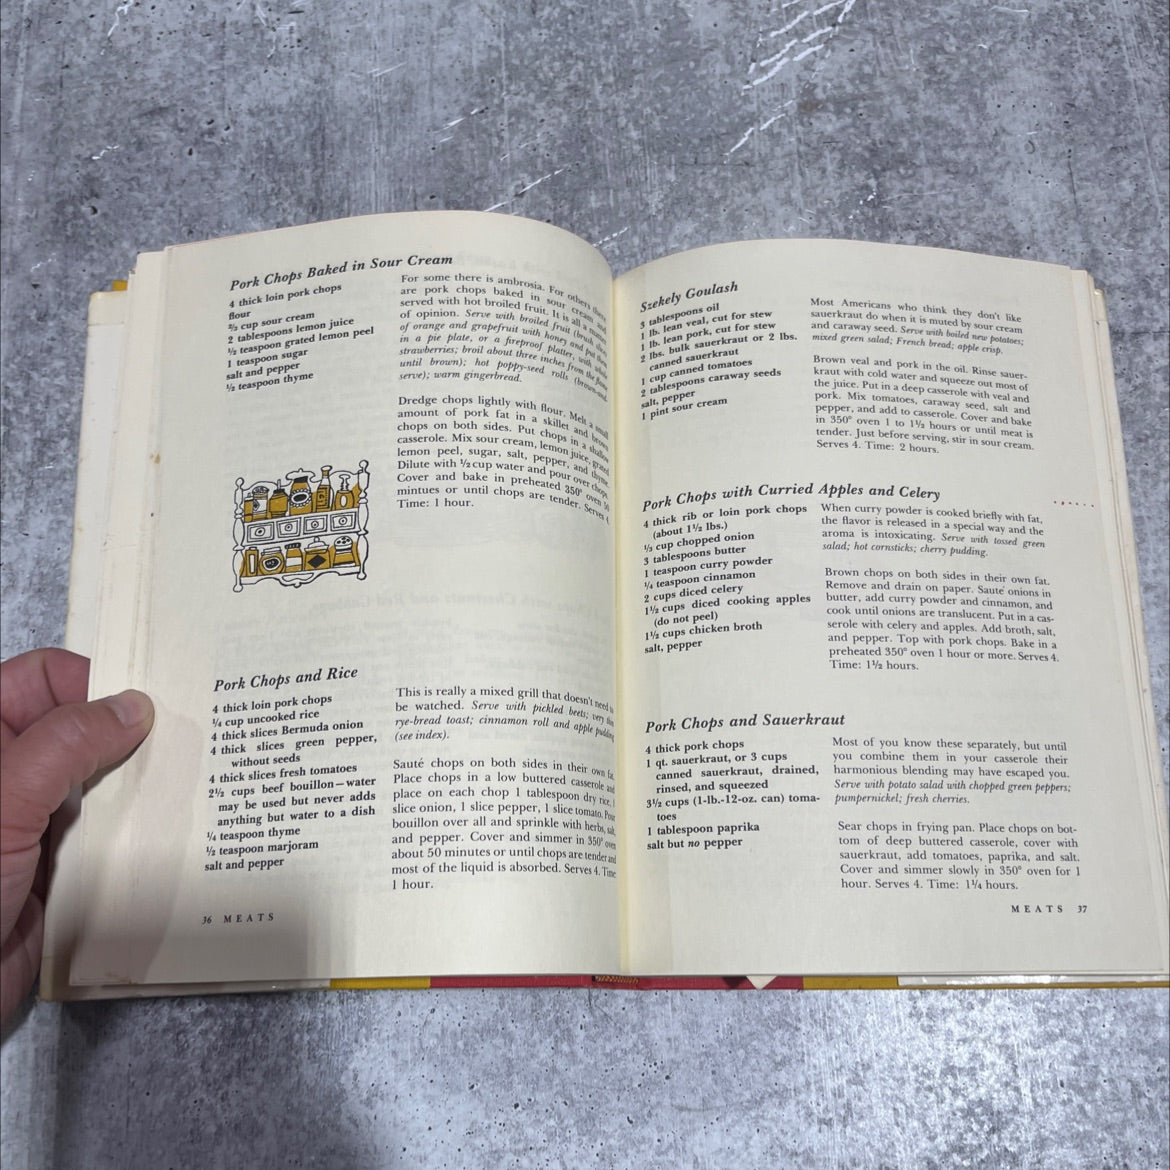 Pork Chops Baked in Sour Cream
4 thick loin pork chops
flour
⅔ cup sour cream
2 tablespoons lemon juice
½ teaspoon grated lemon peel
1 teaspoon sugar
salt and pepper
½ teaspoon thyme
For some there is ambrosia. For others there
are pork chops baked in sour cream and
served with hot broiled fruit. It is all a matter
of opinion. Serve with broiled fruit (brush slices
of orange and grapefruit with honey and put them
in a pie plate, or a fireproof platter, with whole
strawberries; broil about three inches from the flame
until brown); hot poppy-seed rolls (brown-and-
serve); warm gingerbread.
Dredge chops lightly with flour. Melt a small
amount of pork fat in a skillet and brown
chops on both sides. Put chops in a shallow
casserole. Mix sour cream, lemon juice, grated
lemon peel, sugar, salt, pepper, and thyme.
Dilute with ½ cup water and pour over chops.
Cover and bake in preheated 350° oven 50
mintues or until chops are tender. Serves 4.
Time: 1 hour.
Pork Chops and Rice
4 thick loin pork chops
¼ cup uncooked rice
4 thick slices Bermuda onion
4 thick slices green pepper,
without seeds
4 thick slices fresh tomatoes
2½ cups beef bouillon—water
may be used but never adds
anything but water to a dish
¼ teaspoon thyme
½ teaspoon marjoram
salt and pepper
This is really a mixed grill that doesn't need to
be watched. Serve with pickled beets; very thin
rye-bread toast; cinnamon roll and apple pudding
(see index).
Sauté chops on both sides in their own fat.
Place chops in a low buttered casserole and
place on each chop 1 tablespoon dry rice, 1
slice onion, 1 slice pepper, 1 slice tomato. Pour
bouillon over all and sprinkle with herbs, salt,
and pepper. Cover and simmer in 350° oven
about 50 minutes or until chops are tender and
most of the liquid is absorbed. Serves 4. Time:
1 hour.
36 MEATS
Szekely Goulash
3 tablespoons oil
1 lb. lean veal, cut for stew
1 lb. lean pork, cut for stew
2 lbs. bulk sauerkraut or 2 lbs.
canned sauerkraut
1 cup canned tomatoes
2 tablespoons caraway seeds
salt, pepper
1 pint sour cream
Most Americans who think they don't like
sauerkraut do when it is muted by sour cream
and caraway seed. Serve with boiled new potatoes;
mixed green salad; French bread; apple crisp.
Brown veal and pork in the oil. Rinse sauer-
kraut with cold water and squeeze out most of
the juice. Put in a deep casserole with veal and
pork. Mix tomatoes, caraway seed, salt and
pepper, and add to casserole. Cover and bake
in 350° oven 1 to 1½ hours or until meat is
tender. Just before serving, stir in sour cream.
Serves 4. Time: 2 hours.
Pork Chops with Curried Apples and Celery
4 thick rib or loin pork chops
(about 1½ lbs.)
⅓ cup chopped onion
3 tablespoons butter
1 teaspoon curry powder
¼ teaspoon cinnamon
2 cups diced celery
1½ cups diced cooking apples
(do not peel)
1½ cups chicken broth
salt, pepper
When curry powder is cooked briefly with fat,
the flavor is released in a special way and the
aroma is intoxicating. Serve with tossed green
salad; hot cornsticks; cherry pudding.
Brown chops on both sides in their own fat.
Remove and drain on paper. Sauté onions in
butter, add curry powder and cinnamon, and
cook until onions are translucent. Put in a cas-
serole with celery and apples. Add broth, salt,
and pepper. Top with pork chops. Bake in a
preheated 350° oven 1 hour or more. Serves 4.
Time: 1½ hours.
Pork Chops and Sauerkraut
4 thick pork chops
1 qt. sauerkraut, or 3 cups
canned sauerkraut, drained,
rinsed, and squeezed
3½ cups (1-lb.-12-oz. can) toma-
toes
1 tablespoon paprika
salt but no pepper
Most of you know these separately, but until
you combine them in your casserole their
harmonious blending may have escaped you.
Serve with potato salad with chopped green peppers;
pumpernickel; fresh cherries.
Sear chops in frying pan. Place chops on bot-
tom of deep buttered casserole, cover with
sauerkraut, add tomatoes, paprika, and salt.
Cover and simmer slowly in 350° oven for 1
hour. Serves 4. Time: 1¼ hours.
MEATS 37